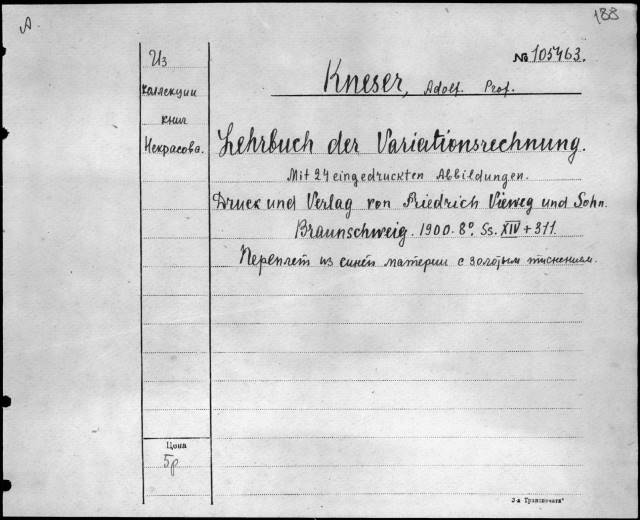 А
188
Из
коллекции
книг
Некрасова.
№ 105463.
Kneser, Adolf. Prof.
Lehrbuch der Variationsrechnung.
Mit 24 eingedruckten Abbildungen.
Druck und Verlag von Friedrich Vieweg und Sohn.
Braunschweig. 1900. 8°. Ss. XIV + 311.
Переплет из синей материи с золотым тиснением.
Цена
5р
3-я Транспечати"